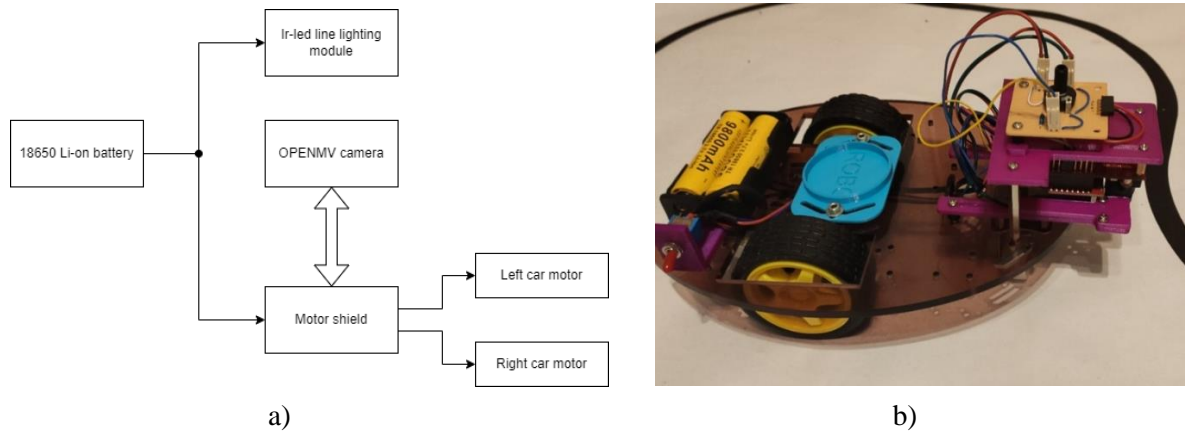 Ir-led line lighting
module
18650 Li-on battery
OPENMV camera
Motor shield
Left car motor
Right car motor
a)
9800mAh
b)